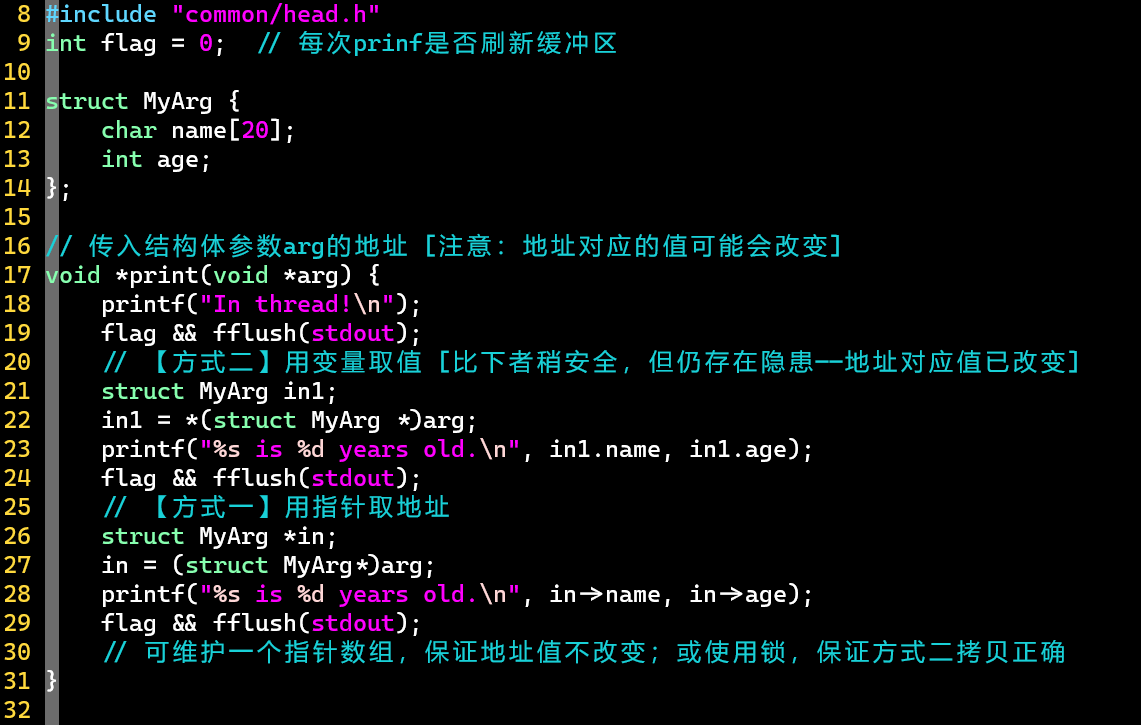 8 #include "common/head.h"
9 int flag = 0;  // 每次prinf是否刷新缓冲区
10
11 struct MyArg {
12     char name[20];
13     int age;
14 };
15
16 // 传入结构体参数arg的地址 [注意：地址对应的值可能会改变]
17 void *print(void *arg) {
18     printf("In thread!\n");
19     flag && fflush(stdout);
20     // 【方式二】用变量取值 [比下者稍安全，但仍存在隐患——地址对应值已改变]
21     struct MyArg in1;
22     in1 = *(struct MyArg *)arg;
23     printf("%s is %d years old.\n", in1.name, in1.age);
24     flag && fflush(stdout);
25     // 【方式一】用指针取地址
26     struct MyArg *in;
27     in = (struct MyArg*)arg;
28     printf("%s is %d years old.\n", in->name, in->age);
29     flag && fflush(stdout);
30     // 可维护一个指针数组，保证地址值不改变；或使用锁，保证方式二拷贝正确
31 }
32